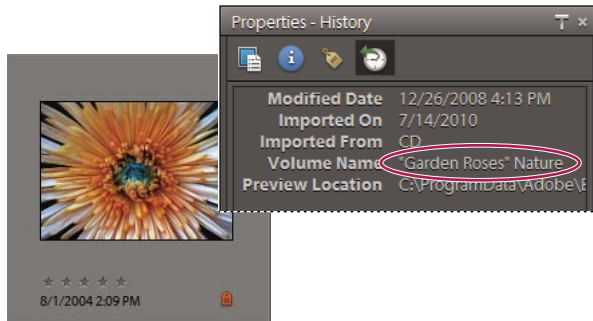 Properties - History
Modified Date 12/26/2008 4:13 PM
Imported On 7/14/2010
Imported From CD
Volume Name "Garden Roses" Nature
Preview Location C:\ProgramData\Adobe\E
8/1/2004 2:09 PM